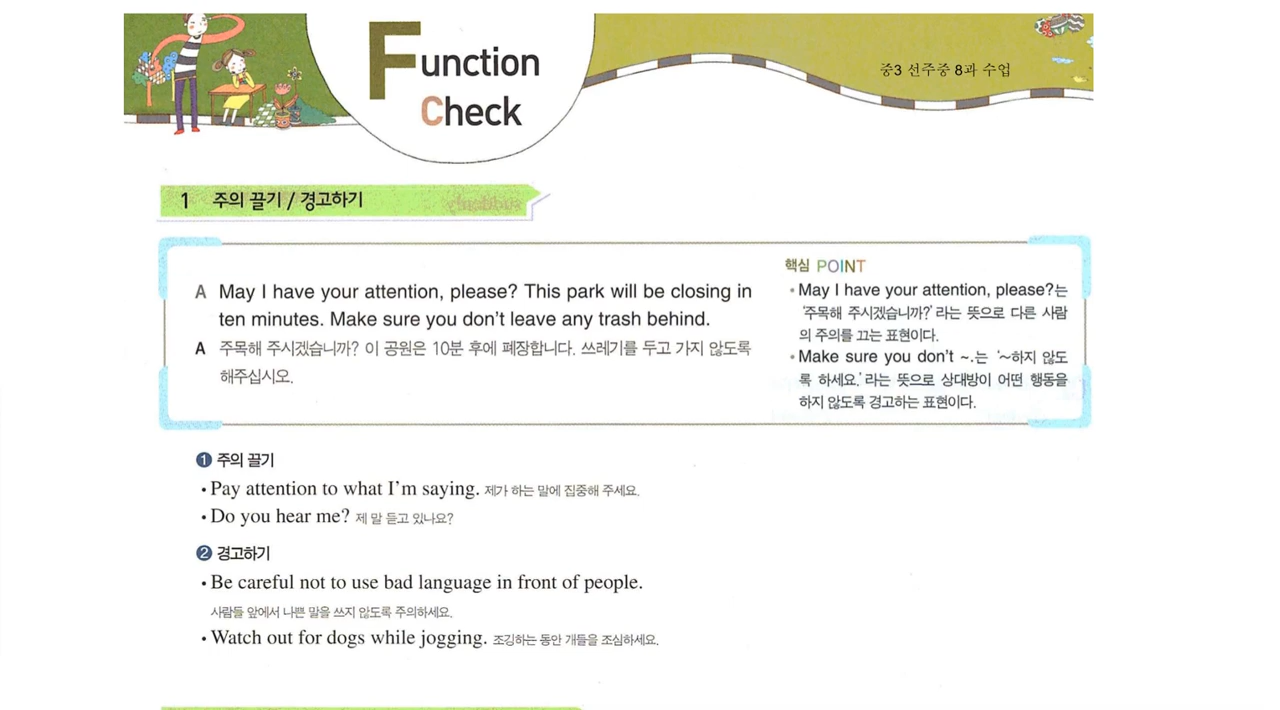 Function
Check
중3 선주중 8과 수업
1 주의 끌기 / 경고하기
A May I have your attention, please? This park will be closing in
ten minutes. Make sure you don't leave any trash behind.
A 주목해 주시겠습니까? 이 공원은 10분 후에 폐장합니다. 쓰레기를 두고 가지 않도록
해주십시오.
핵심 POINT
• May I have your attention, please?는
'주목해 주시겠습니까?' 라는 뜻으로 다른 사람
의 주의를 끄는 표현이다.
• Make sure you don't ~.는 '~하지 않도
록 하세요.'라는 뜻으로 상대방이 어떤 행동을
하지 않도록 경고하는 표현이다.
❶ 주의 끌기
• Pay attention to what I'm saying. 제가 하는 말에 집중해 주세요.
• Do you hear me? 제 말 듣고 있나요?
❷ 경고하기
• Be careful not to use bad language in front of people.
사람들 앞에서 나쁜 말을 쓰지 않도록 주의하세요.
• Watch out for dogs while jogging. 조깅하는 동안 개들을 조심하세요.